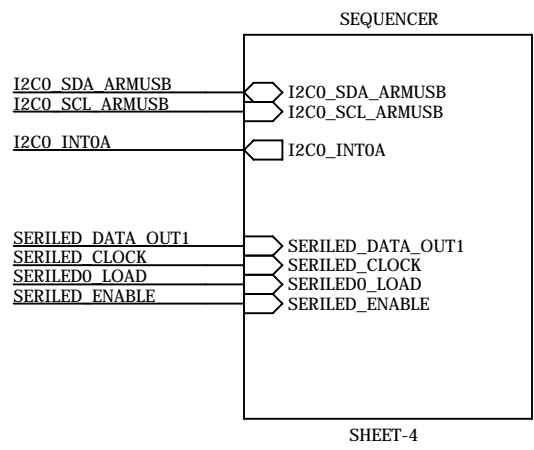 SEQUENCER
I2C0_SDA_ARMUSB
I2C0_SCL_ARMUSB
I2C0_INT0A
SERILED_DATA_OUT1
SERILED_CLOCK
SERILED0_LOAD
SERILED_ENABLE
I2C0_SDA_ARMUSB
I2C0_SCL_ARMUSB
I2C0_INT0A
SERILED_DATA_OUT1
SERILED_CLOCK
SERILED0_LOAD
SERILED_ENABLE
SHEET-4